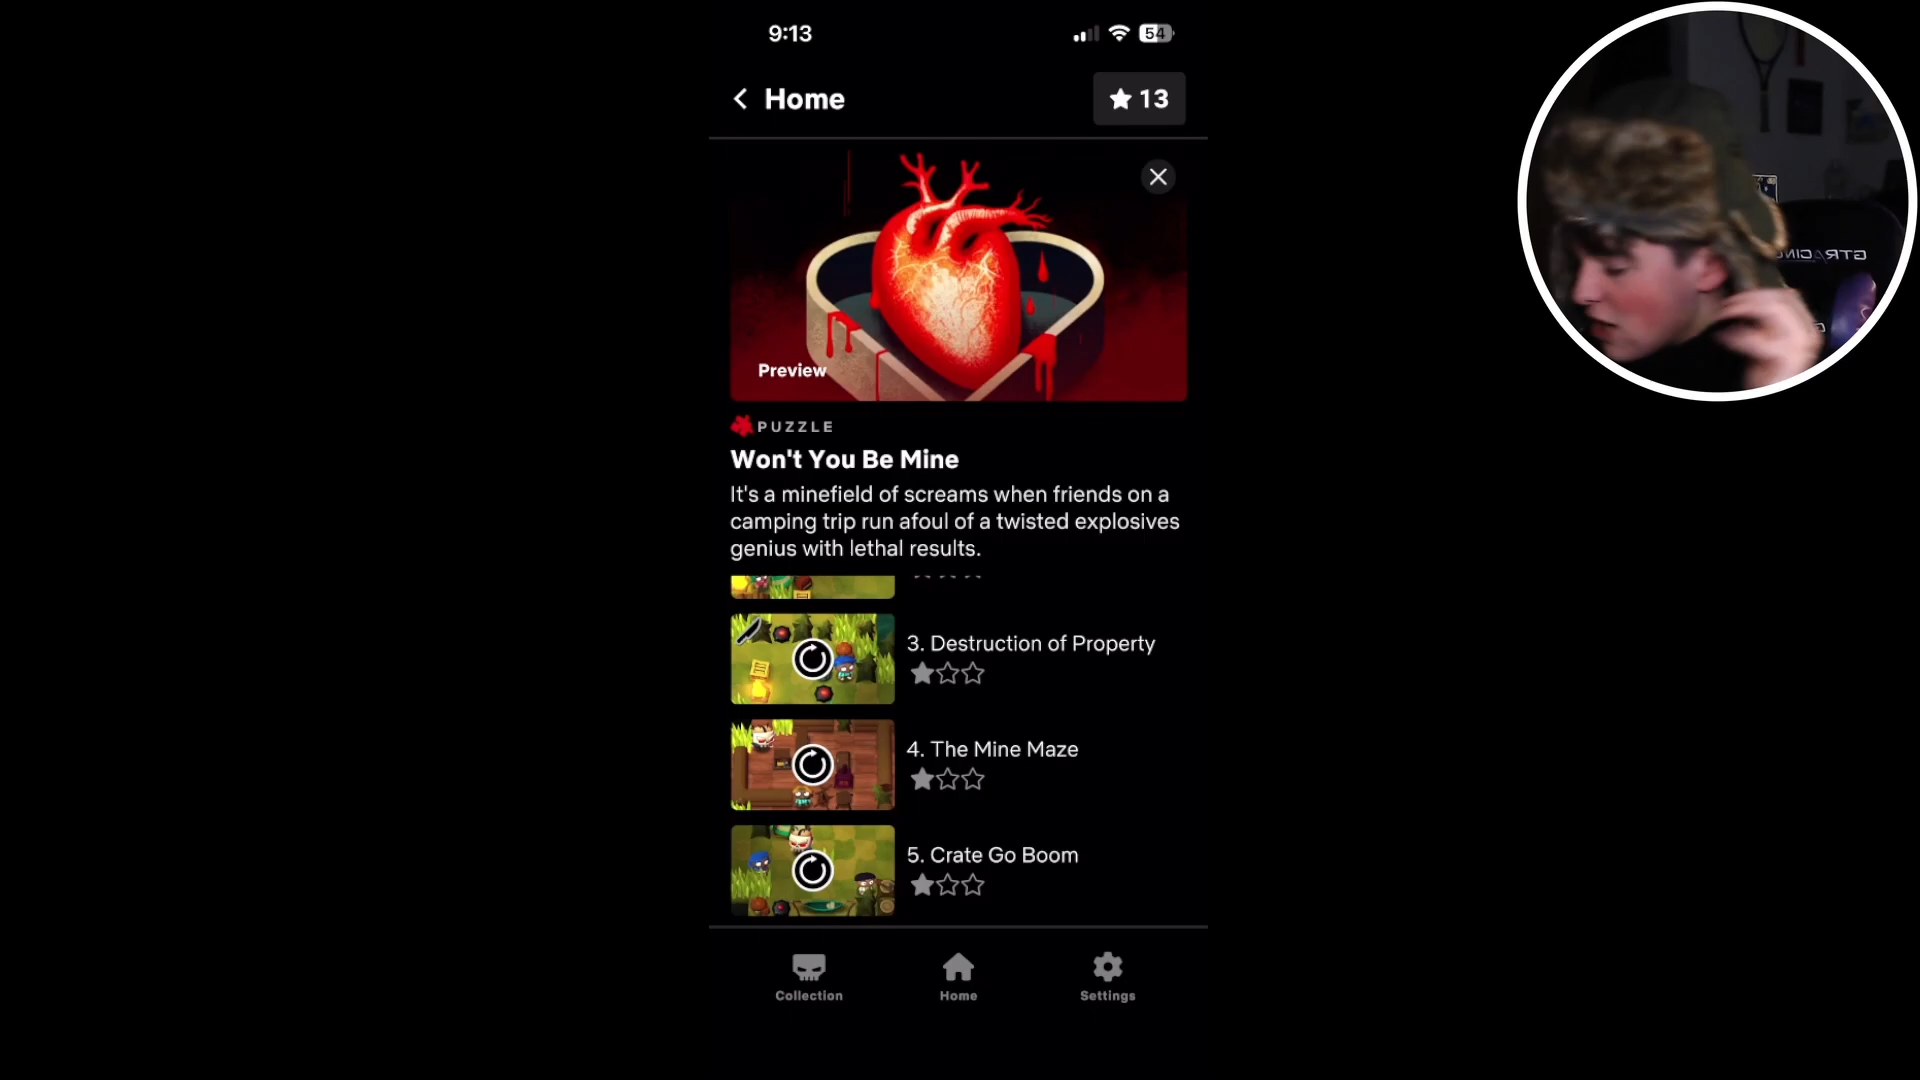 9:13
54
Home
13
Preview
PUZZLE
Won't You Be Mine
It's a minefield of screams when friends on a
camping trip run afoul of a twisted explosives
genius with lethal results.
3. Destruction of Property
4. The Mine Maze
5. Crate Go Boom
Collection
Home
Settings